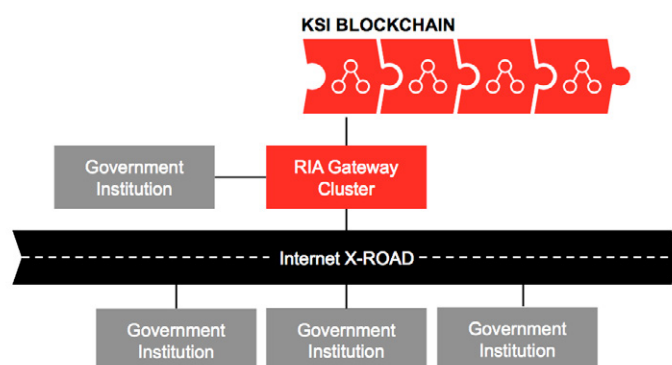 KSI BLOCKCHAIN
Government
Institution
RIA Gateway
Cluster
Internet X-ROAD
Government
Institution
Government
Institution
Government
Institution